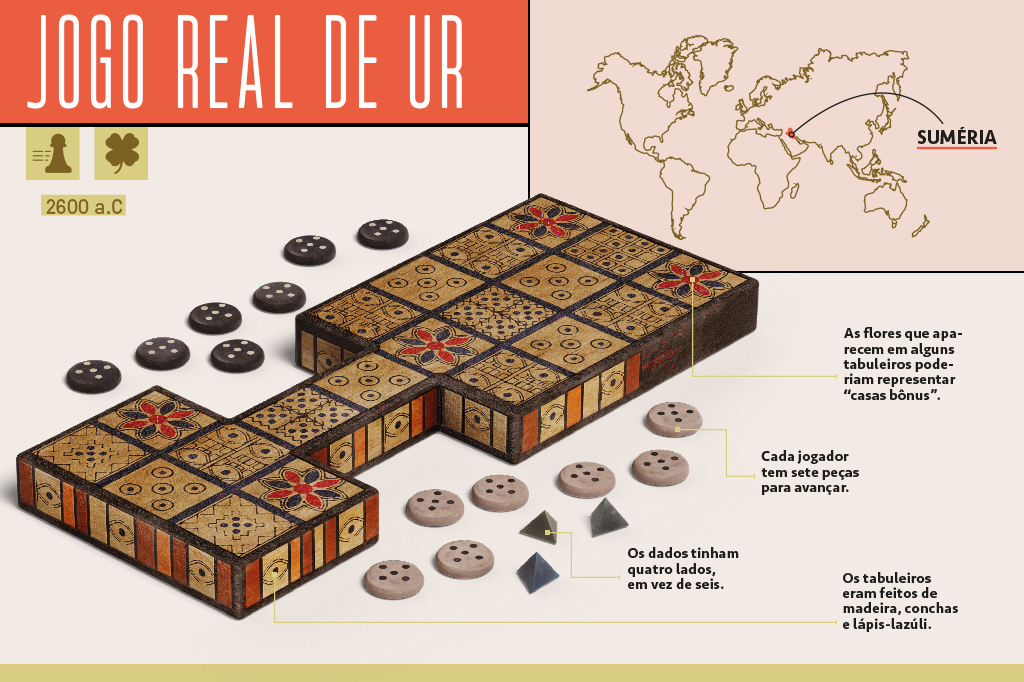 JOGO REAL DE UR
SUMÉRIA
2600 a.C
As flores que apa-
recem em alguns
tabuleiros pode-
riam representar
“casas bônus”.
Cada jogador
tem sete peças
para avançar.
Os dados tinham
quatro lados,
em vez de seis.
Os tabuleiros
eram feitos de
madeira, conchas
e lápis-lazúli.